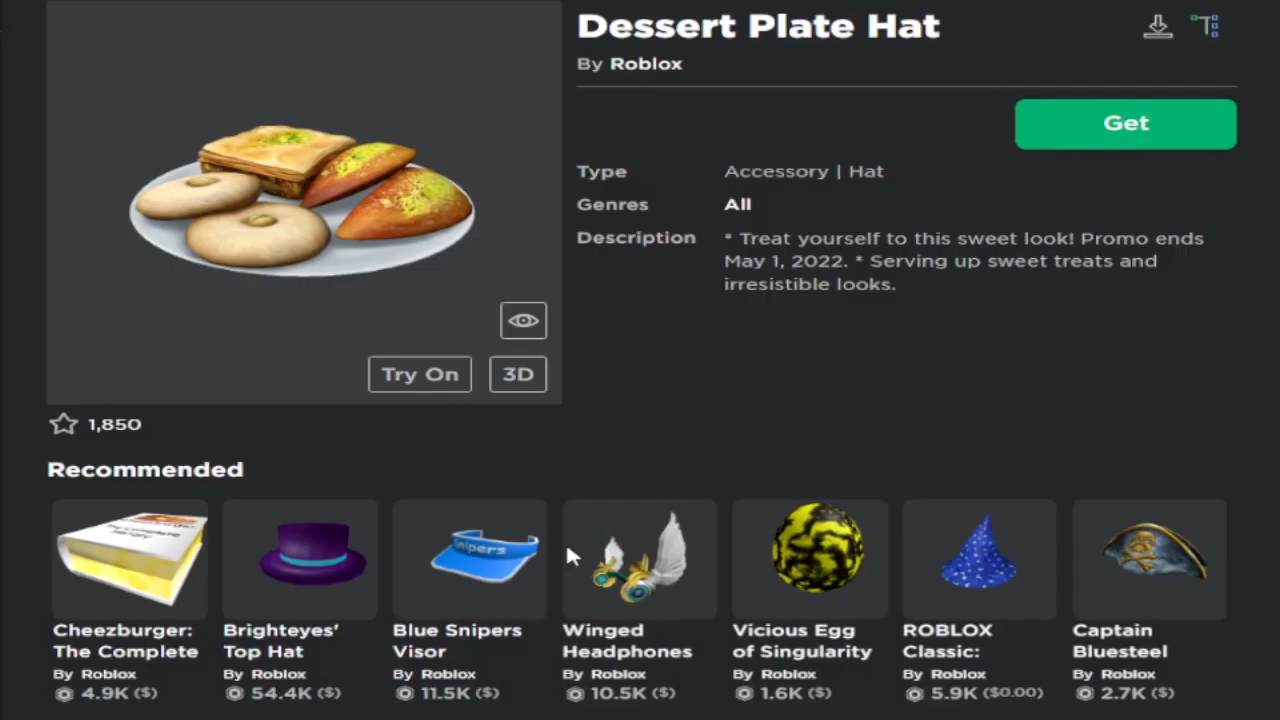 Dessert Plate Hat
By Roblox
Get
Type Accessory | Hat
Genres All
Description * Treat yourself to this sweet look! Promo ends
May 1, 2022. * Serving up sweet treats and
irresistible looks.
Try On 3D
1,850
Recommended
Snipers
Cheezburger: Brighteyes' Blue Snipers Winged Vicious Egg ROBLOX Captain
The Complete Top Hat Visor Headphones of Singularity Classic: Bluesteel
By Roblox By Roblox By Roblox By Roblox By Roblox By Roblox By Roblox
4.9K ($) 54.4K ($) 11.5K ($) 10.5K ($) 1.6K ($) 5.9K ($0.00) 2.7K ($)